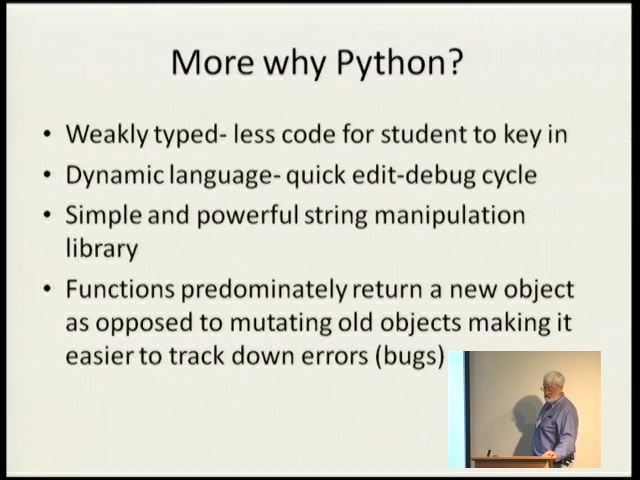 More why Python?
• Weakly typed- less code for student to key in
• Dynamic language- quick edit-debug cycle
• Simple and powerful string manipulation
library
• Functions predominately return a new object
as opposed to mutating old objects making it
easier to track down errors (bugs)